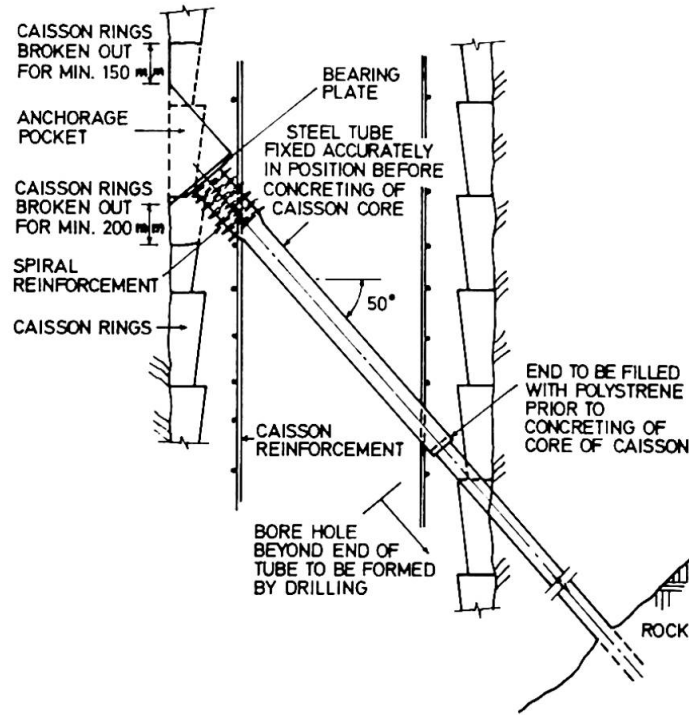 CAISSON RINGS
BROKEN OUT
FOR MIN. 150 mm
ANCHORAGE
POCKET
CAISSON RINGS
BROKEN OUT
FOR MIN. 200 mm
SPIRAL
REINFORCEMENT
CAISSON RINGS
BEARING
PLATE
STEEL TUBE
FIXED ACCURATELY
IN POSITION BEFORE
CONCRETING OF
CAISSON CORE
50°
END TO BE FILLED
WITH POLYSTRENE
PRIOR TO
CONCRETING OF
CORE OF CAISSON
CAISSON
REINFORCEMENT
BORE HOLE
BEYOND END OF
TUBE TO BE FORMED
BY DRILLING
ROCK